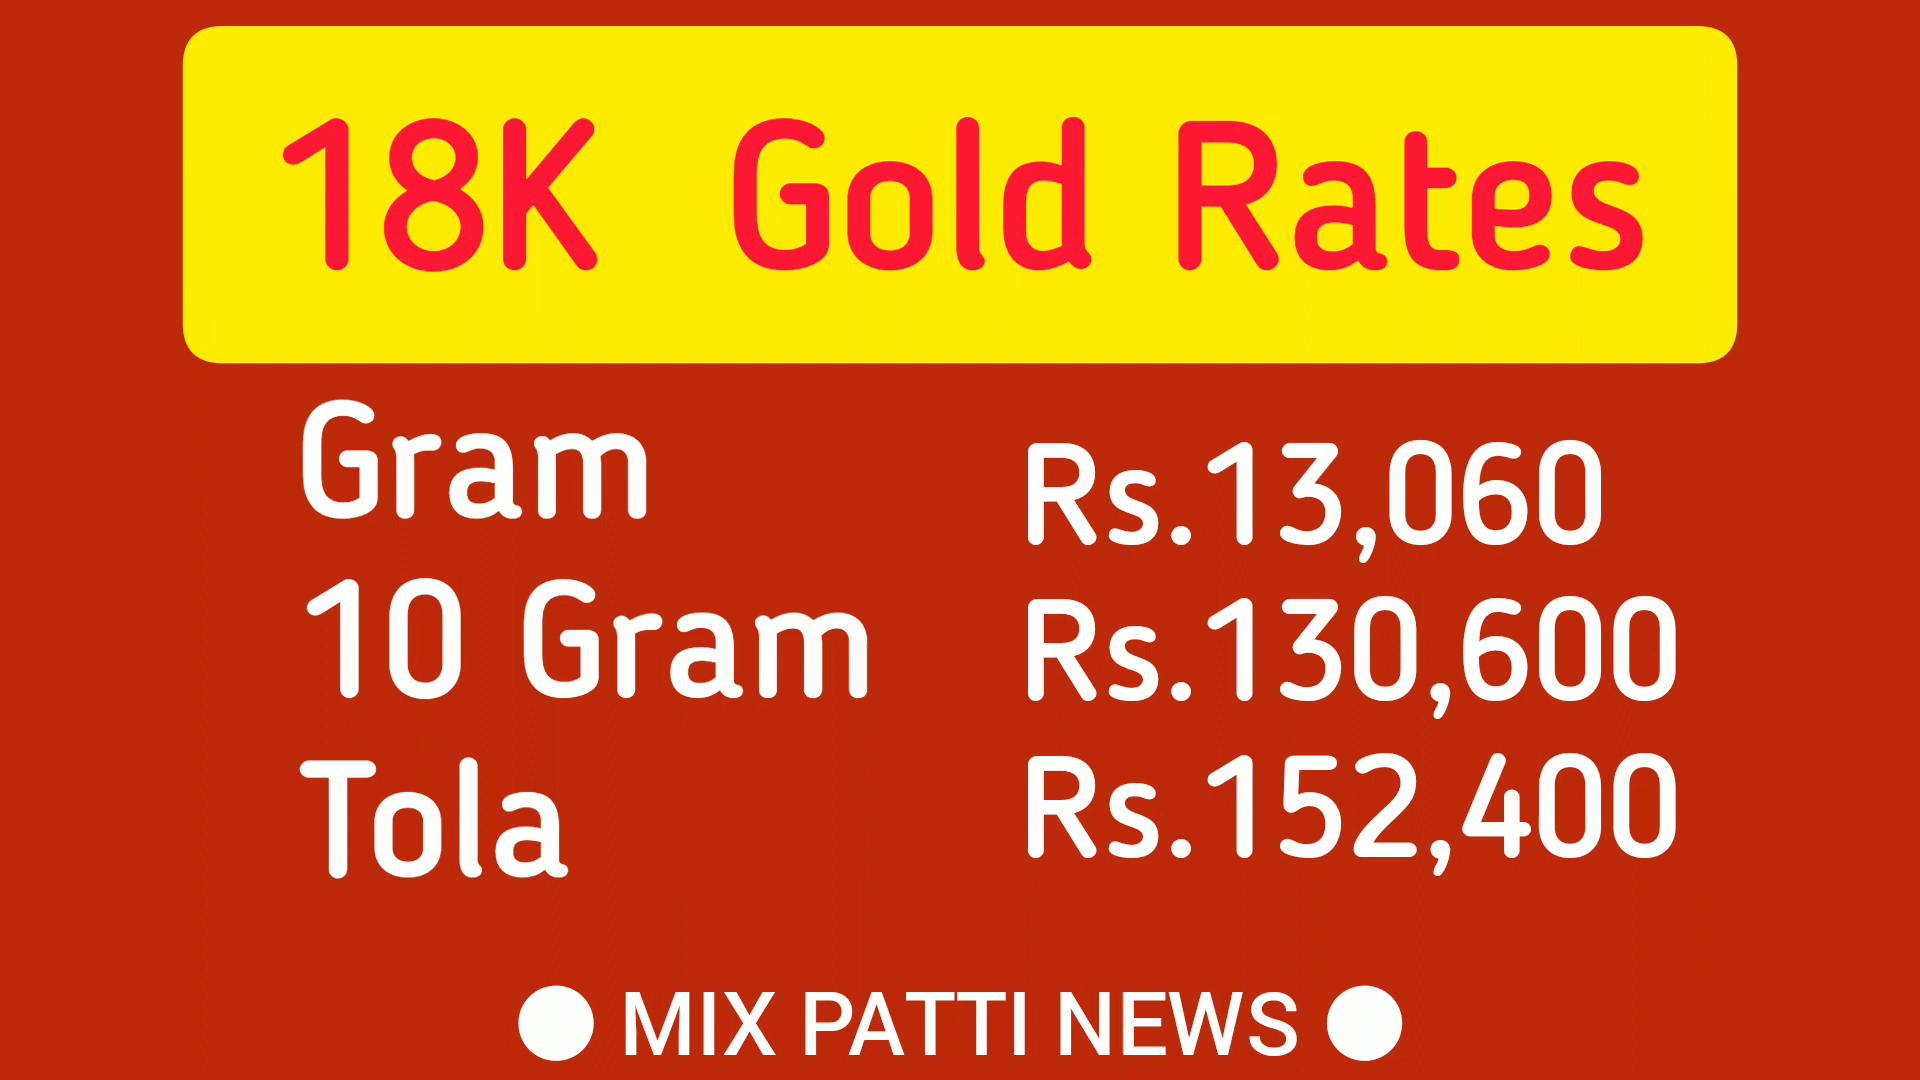 18K Gold Rates
Gram Rs.13,060
10 Gram Rs.130,600
Tola Rs.152,400
MIX PATTI NEWS